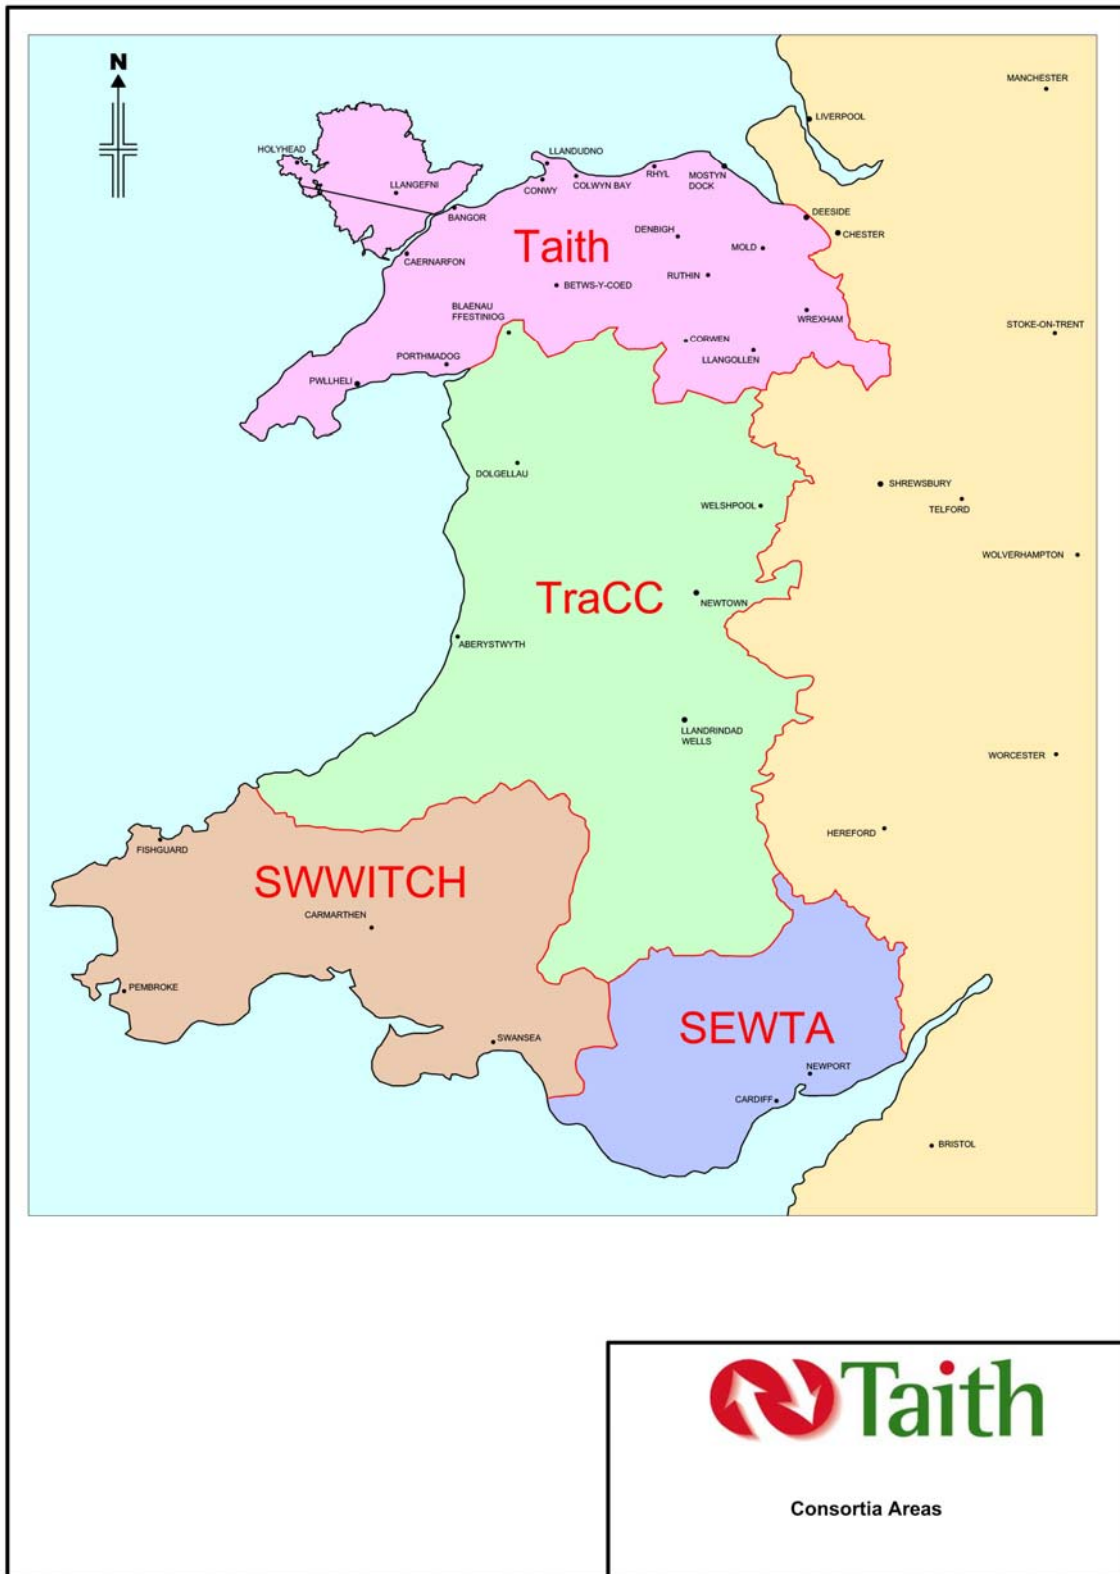 N
MANCHESTER
LIVERPOOL
HOLYHEAD
LLANDUDNO
LLANGEFNI
CONWY
COLWYN BAY
RHYL
MOSTYN
DOCK
BANGOR
DEESIDE
CHESTER
DENBIGH
MOLD
Taith
CAERNARFON
RUTHIN
BETWS-Y-COED
BLAENAU
FFESTINIOG
WREXHAM
STOKE-ON-TRENT
CORWEN
LLANGOLLEN
PORTHMADOG
PWLLHELI
DOLGELLAU
SHREWSBURY
WELSHPOOL
TELFORD
WOLVERHAMPTON
TraCC
NEWTOWN
ABERYSTWYTH
LLANDRINDAD
WELLS
WORCESTER
HEREFORD
FISHGUARD
SWWITCH
CARMARTHEN
PEMBROKE
SEWTA
SWANSEA
NEWPORT
CARDIFF
BRISTOL
Taith
Consortia Areas